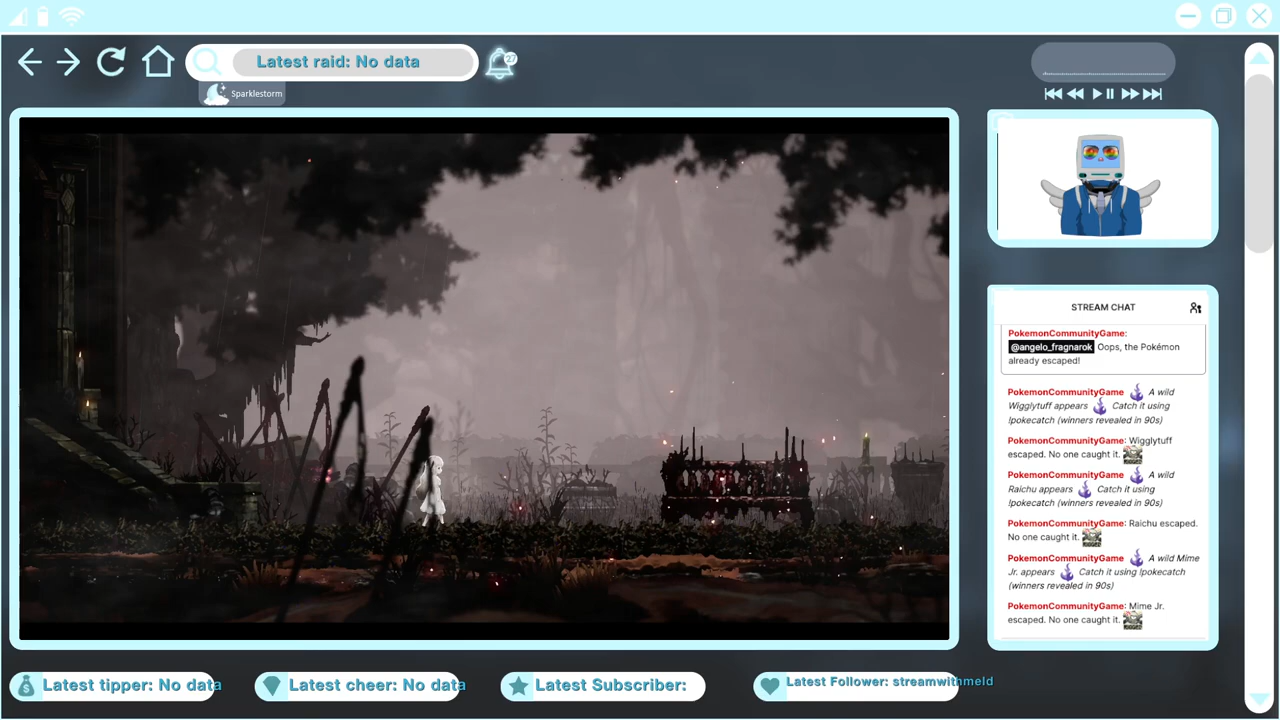 Latest raid: No data
27
Sparklestorm
STREAM CHAT
PokemonCommunityGame:
@angelo_fragnarok Oops, the Pokémon
already escaped!
PokemonCommunityGame A wild
Wigglytuff appears Catch it using
!pokecatch (winners revealed in 90s)
PokemonCommunityGame: Wigglytuff
escaped. No one caught it.
PokemonCommunityGame A wild
Raichu appears Catch it using
!pokecatch (winners revealed in 90s)
PokemonCommunityGame: Raichu escaped.
No one caught it.
PokemonCommunityGame A wild Mime
Jr. appears Catch it using !pokecatch
(winners revealed in 90s)
PokemonCommunityGame: Mime Jr.
escaped. No one caught it.
Latest tipper: No data
Latest cheer: No data
Latest Subscriber:
Latest Follower: streamwithmeld